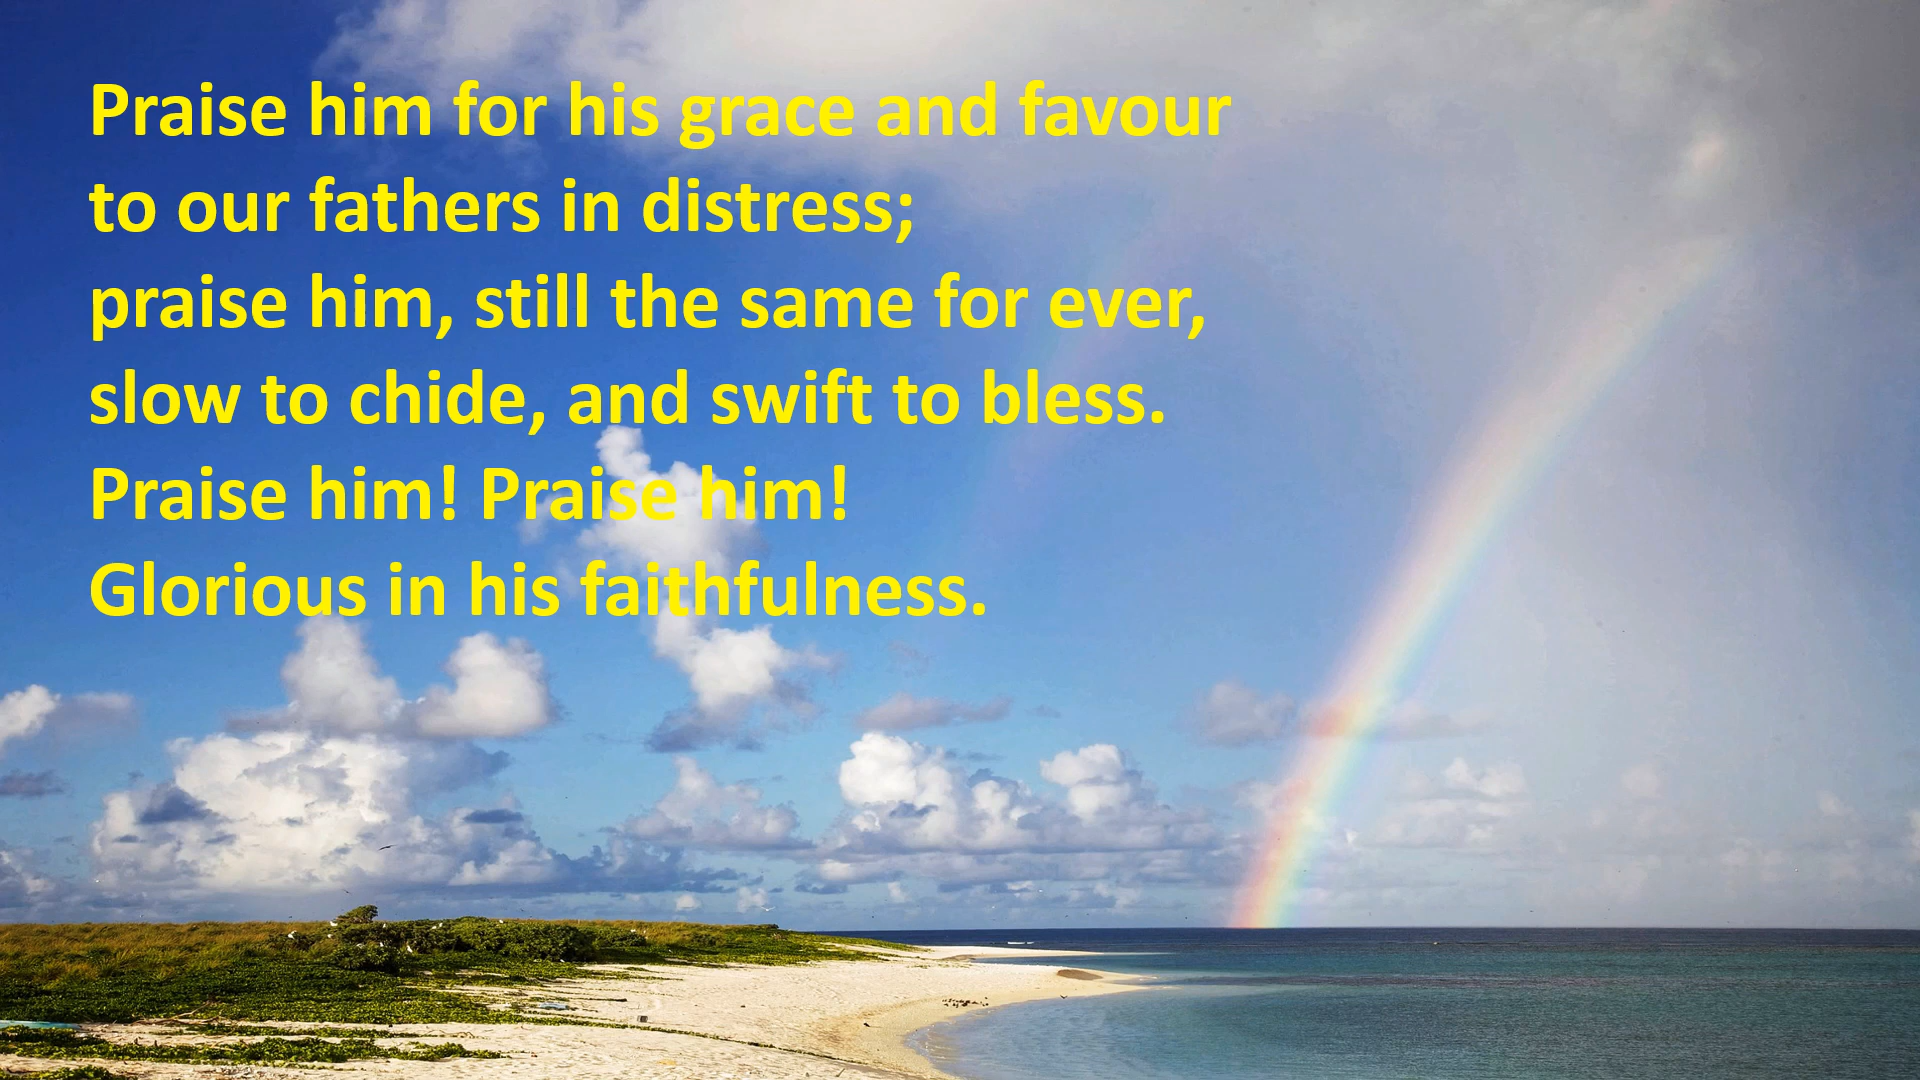 Praise him for his grace and favour
to our fathers in distress;
praise him, still the same for ever,
slow to chide, and swift to bless.
Praise him! Praise him!
Glorious in his faithfulness.